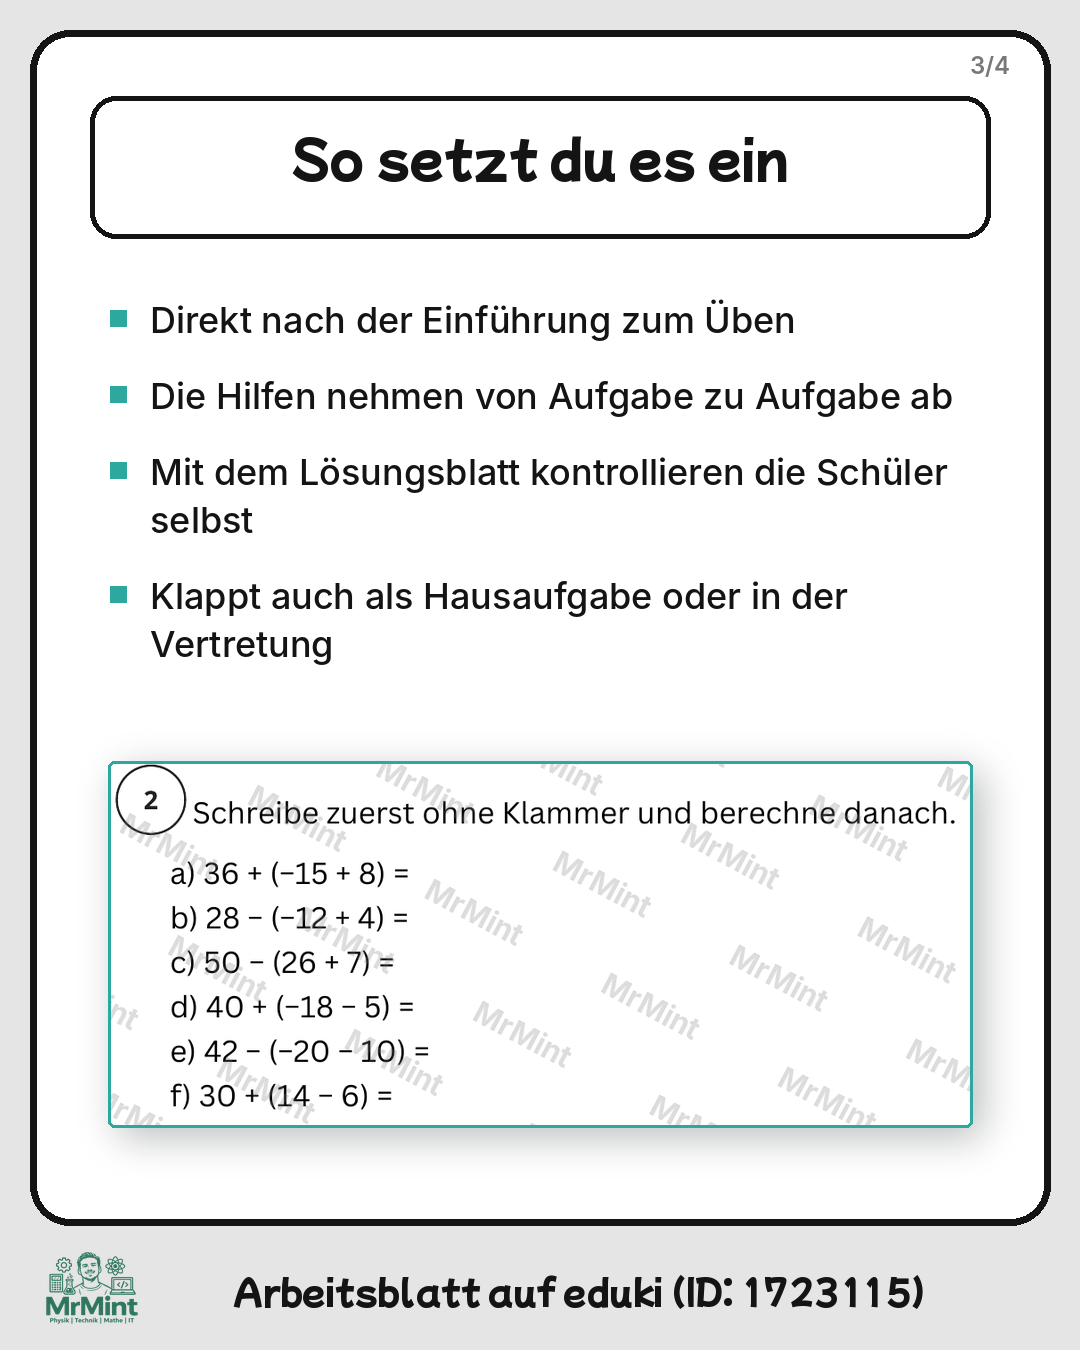 3/4
So setzt du es ein
Direkt nach der Einführung zum Üben
Die Hilfen nehmen von Aufgabe zu Aufgabe ab
Mit dem Lösungsblatt kontrollieren die Schüler
selbst
Klappt auch als Hausaufgabe oder in der
Vertretung
2
Schreibe zuerst ohne Klammer und berechne danach.
a) 36 + (−15 + 8) =
b) 28 − (−12 + 4) =
c) 50 − (26 + 7) =
d) 40 + (−18 − 5) =
e) 42 − (−20 − 10) =
f) 30 + (14 − 6) =
MrMint
Physik | Technik | Mathe | IT
Arbeitsblatt auf eduki (ID: 1723115)